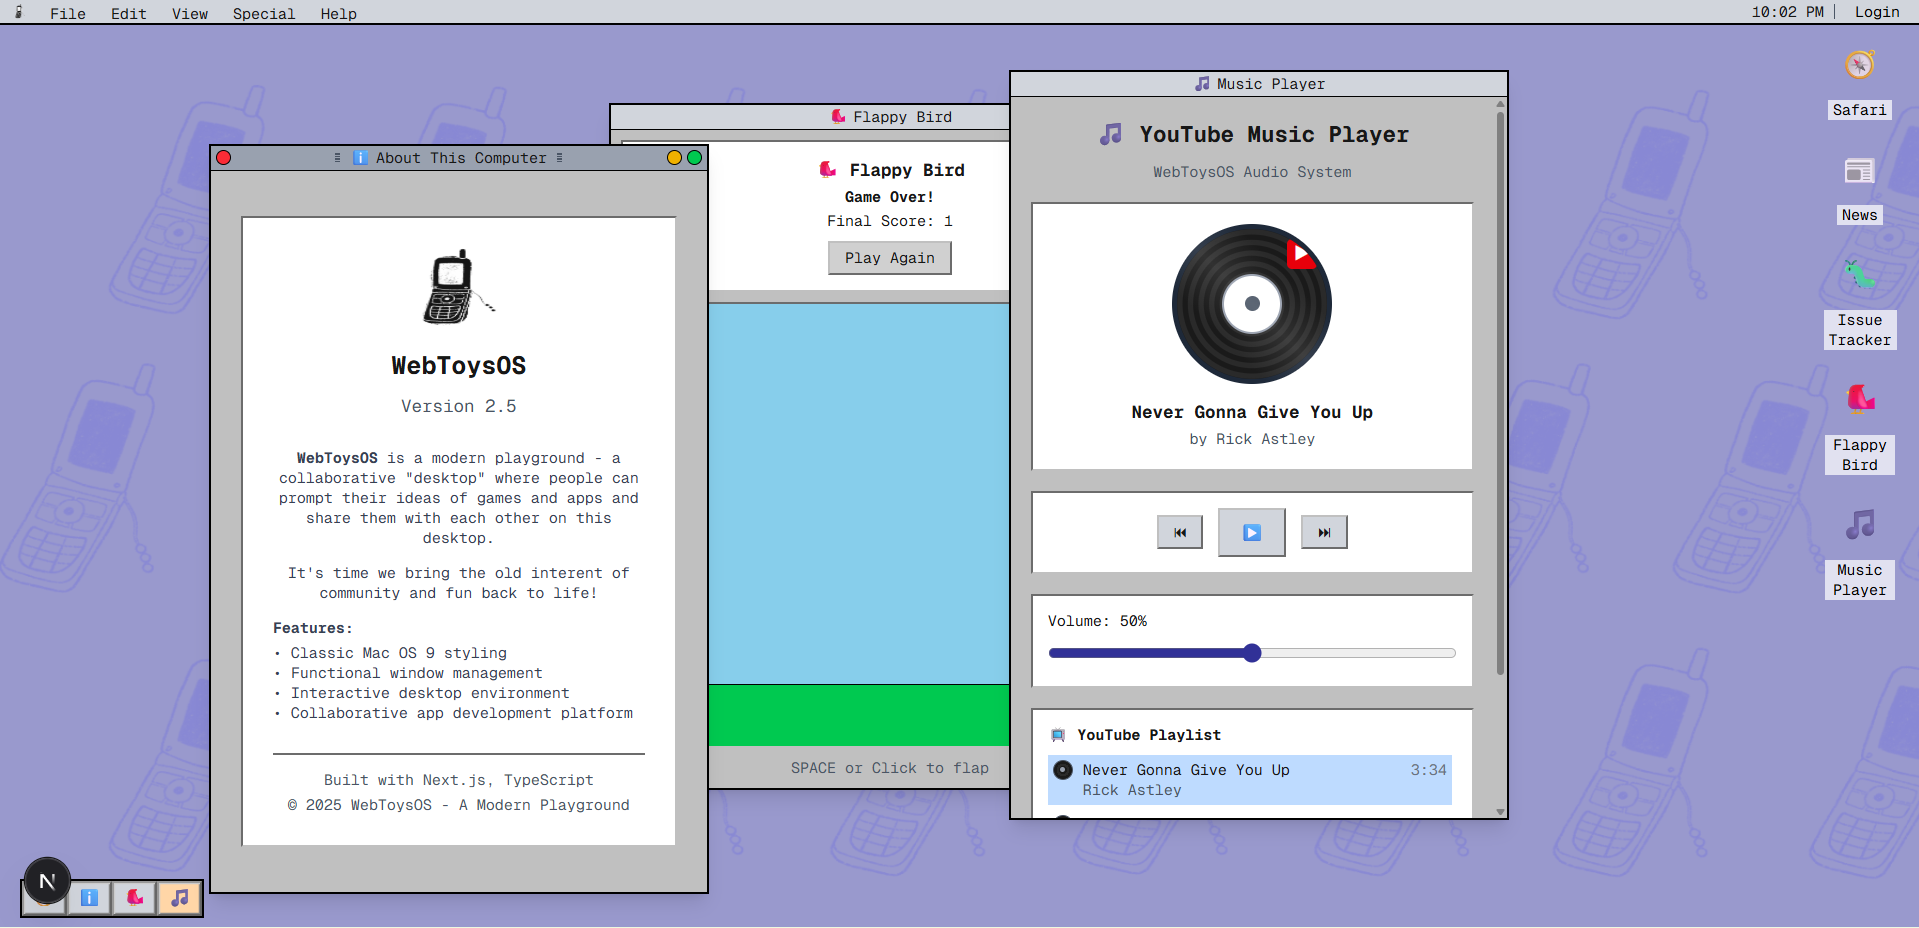 File Edit View Special Help
10:02 PM Login
Safari
News
Issue
Tracker
Flappy
Bird
Music
Player
About This Computer
WebToysOS
Version 2.5
WebToysOS is a modern playground - a
collaborative "desktop" where people can
prompt their ideas of games and apps and
share them with each other on this
desktop.
It's time we bring the old interent of
community and fun back to life!
Features:
• Classic Mac OS 9 styling
• Functional window management
• Interactive desktop environment
• Collaborative app development platform
Built with Next.js, TypeScript
© 2025 WebToysOS - A Modern Playground
Flappy Bird
Flappy Bird
Game Over!
Final Score: 1
Play Again
SPACE or Click to flap
Music Player
YouTube Music Player
WebToysOS Audio System
Never Gonna Give You Up
by Rick Astley
Volume: 50%
YouTube Playlist
Never Gonna Give You Up 3:34
Rick Astley
N